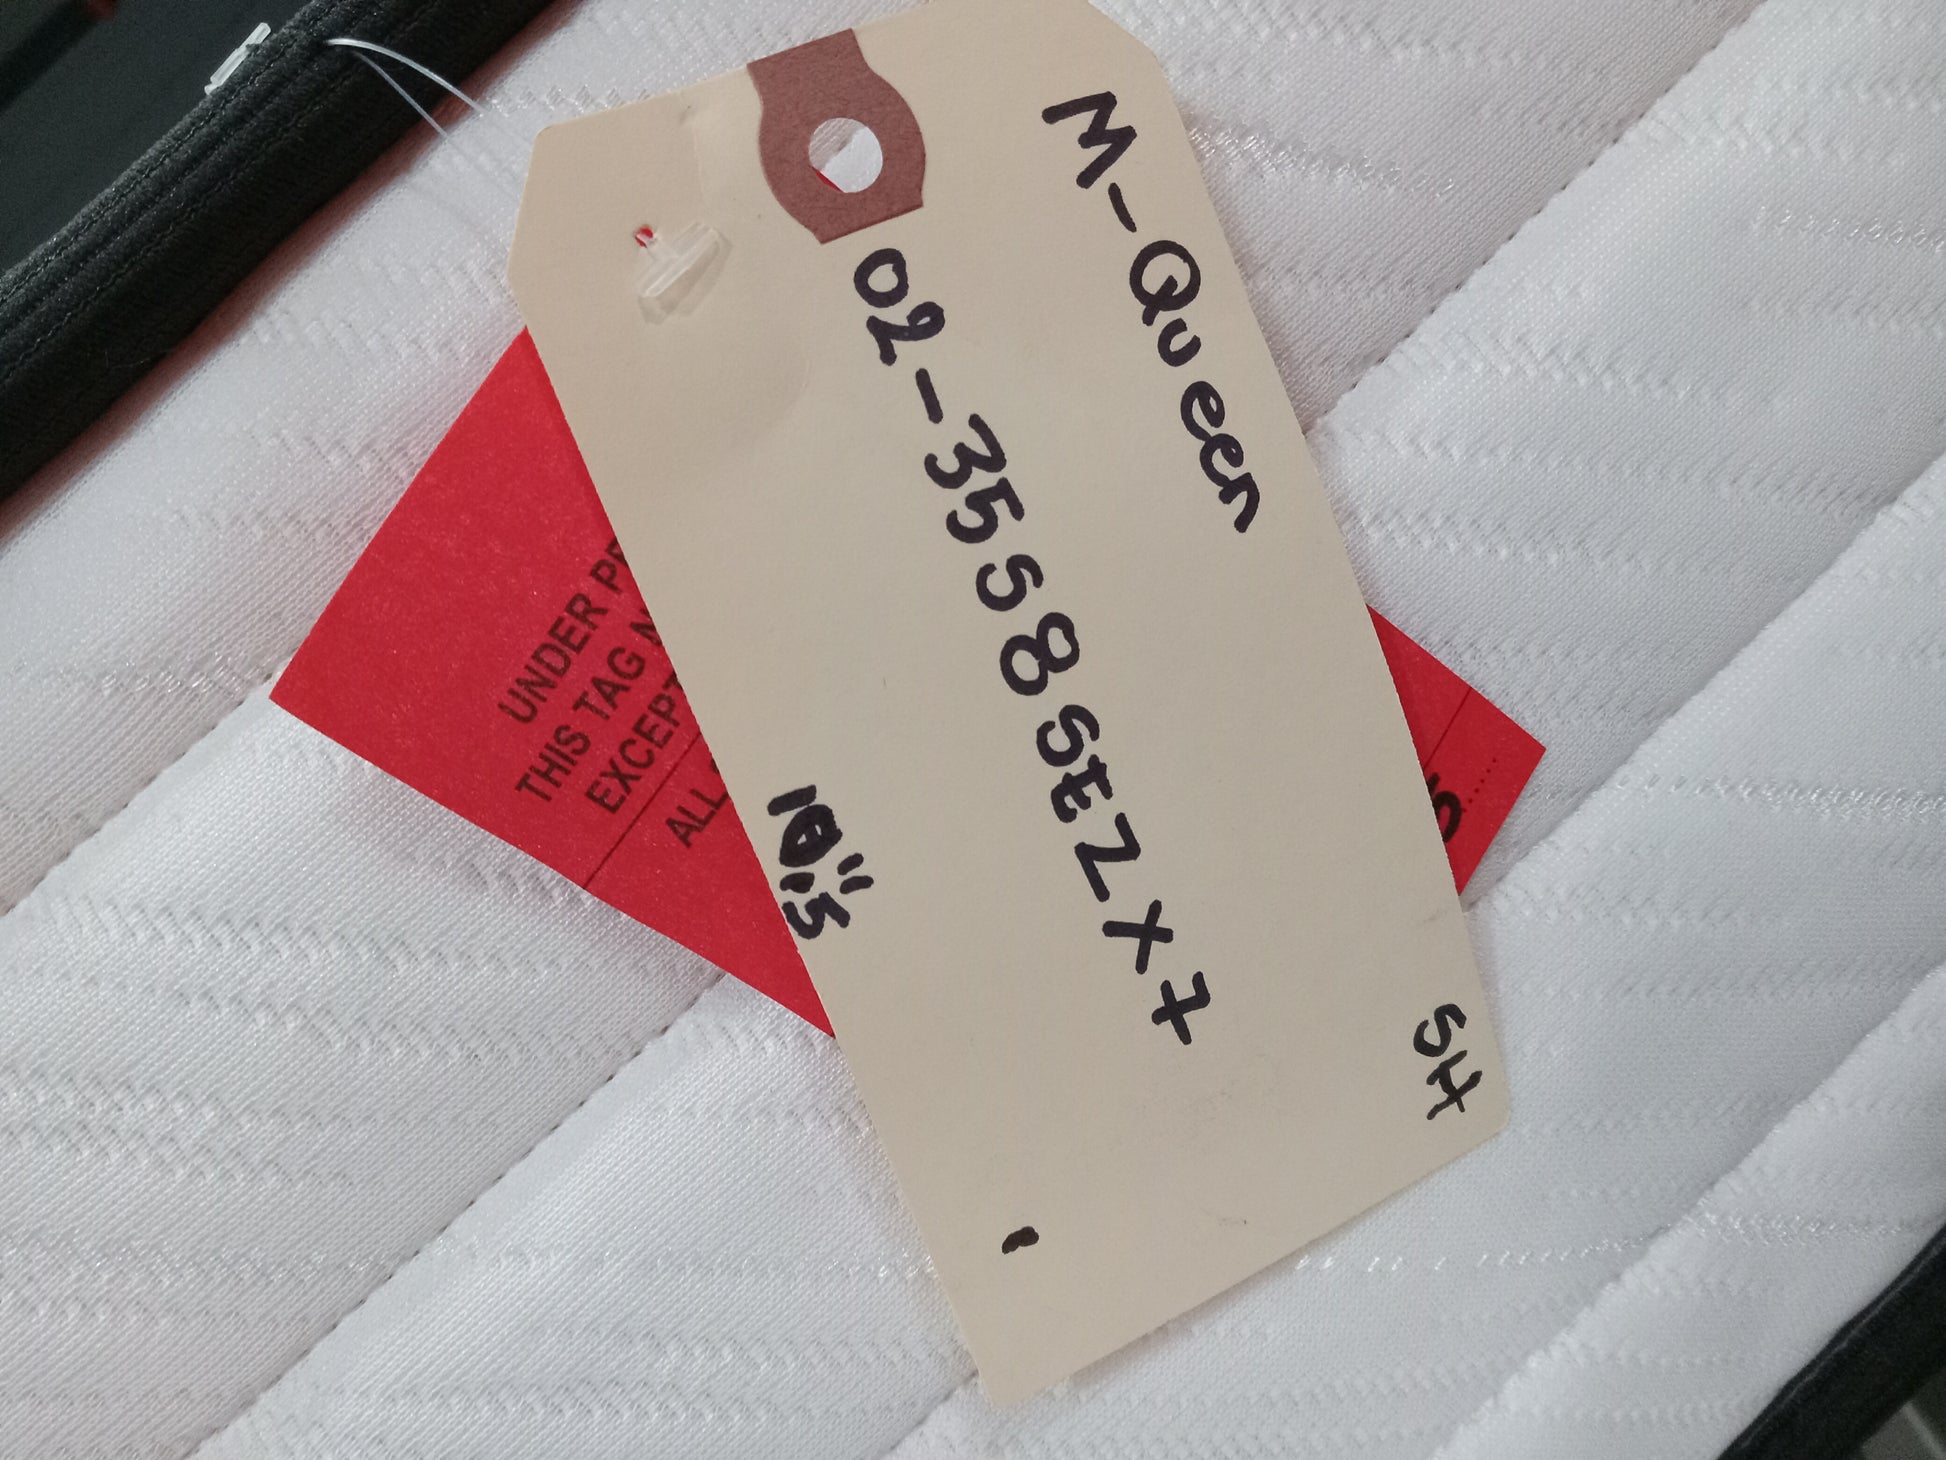 M-Queen
02-3558SEZX7
10.5"
SH
UNDER
THIS TAG
EXCEPT
ALL